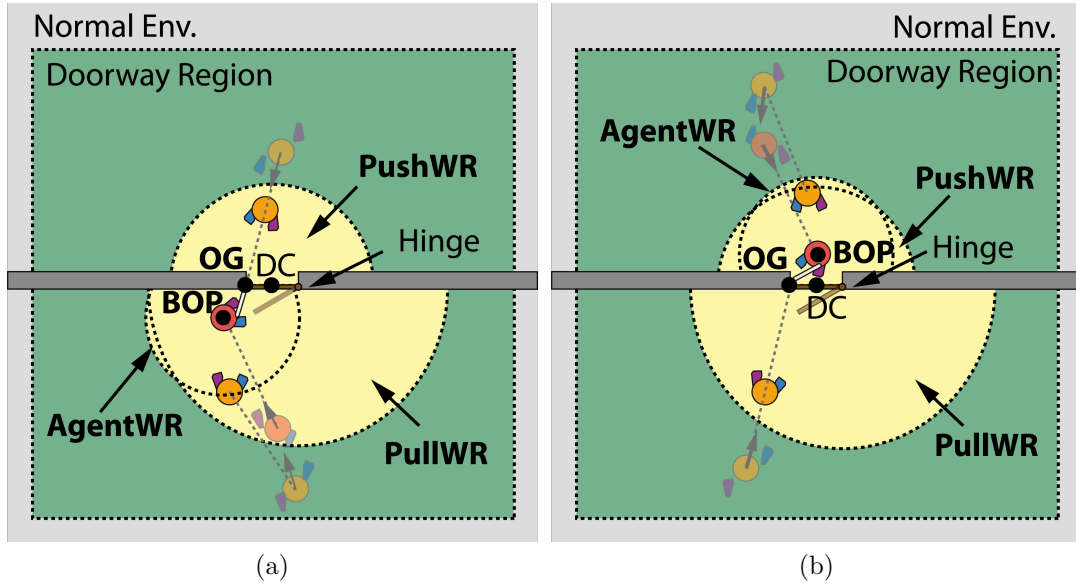 Normal Env.
Doorway Region
PushWR
Hinge
OG
DC
BOP
AgentWR
PullWR
(a)
Normal Env.
Doorway Region
AgentWR
PushWR
Hinge
OG
BOP
DC
PullWR
(b)